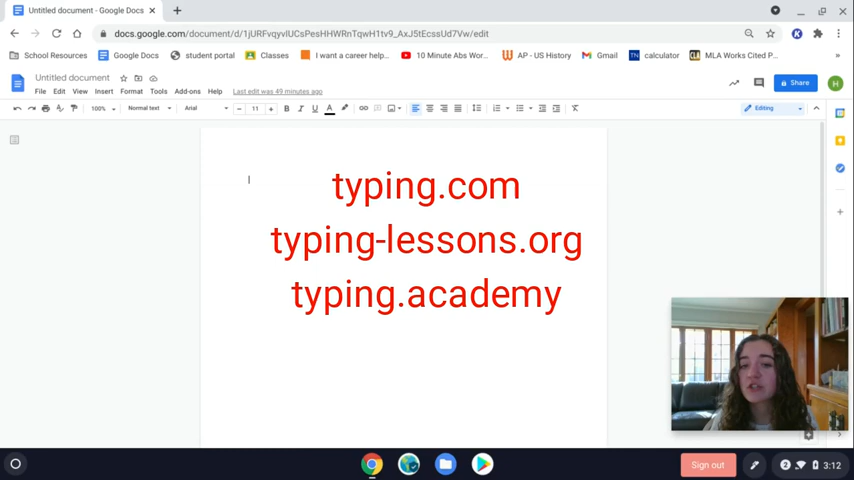 Untitled document - Google Docs
docs.google.com/document/d/1jURFvqyvlUCsPesHHWRnTqwH1tv9_AxJ5tEcssUd7Vw/edit
School Resources Google Docs student portal Classes I want a career help... 10 Minute Abs Wor... AP - US History Gmail calculator MLA Works Cited P...
Untitled document
File Edit View Insert Format Tools Add-ons Help Last edit was 49 minutes ago
Share H
100% Normal text Arial 11 B I U A Editing
typing.com
typing-lessons.org
typing.academy
Sign out 2 3:12